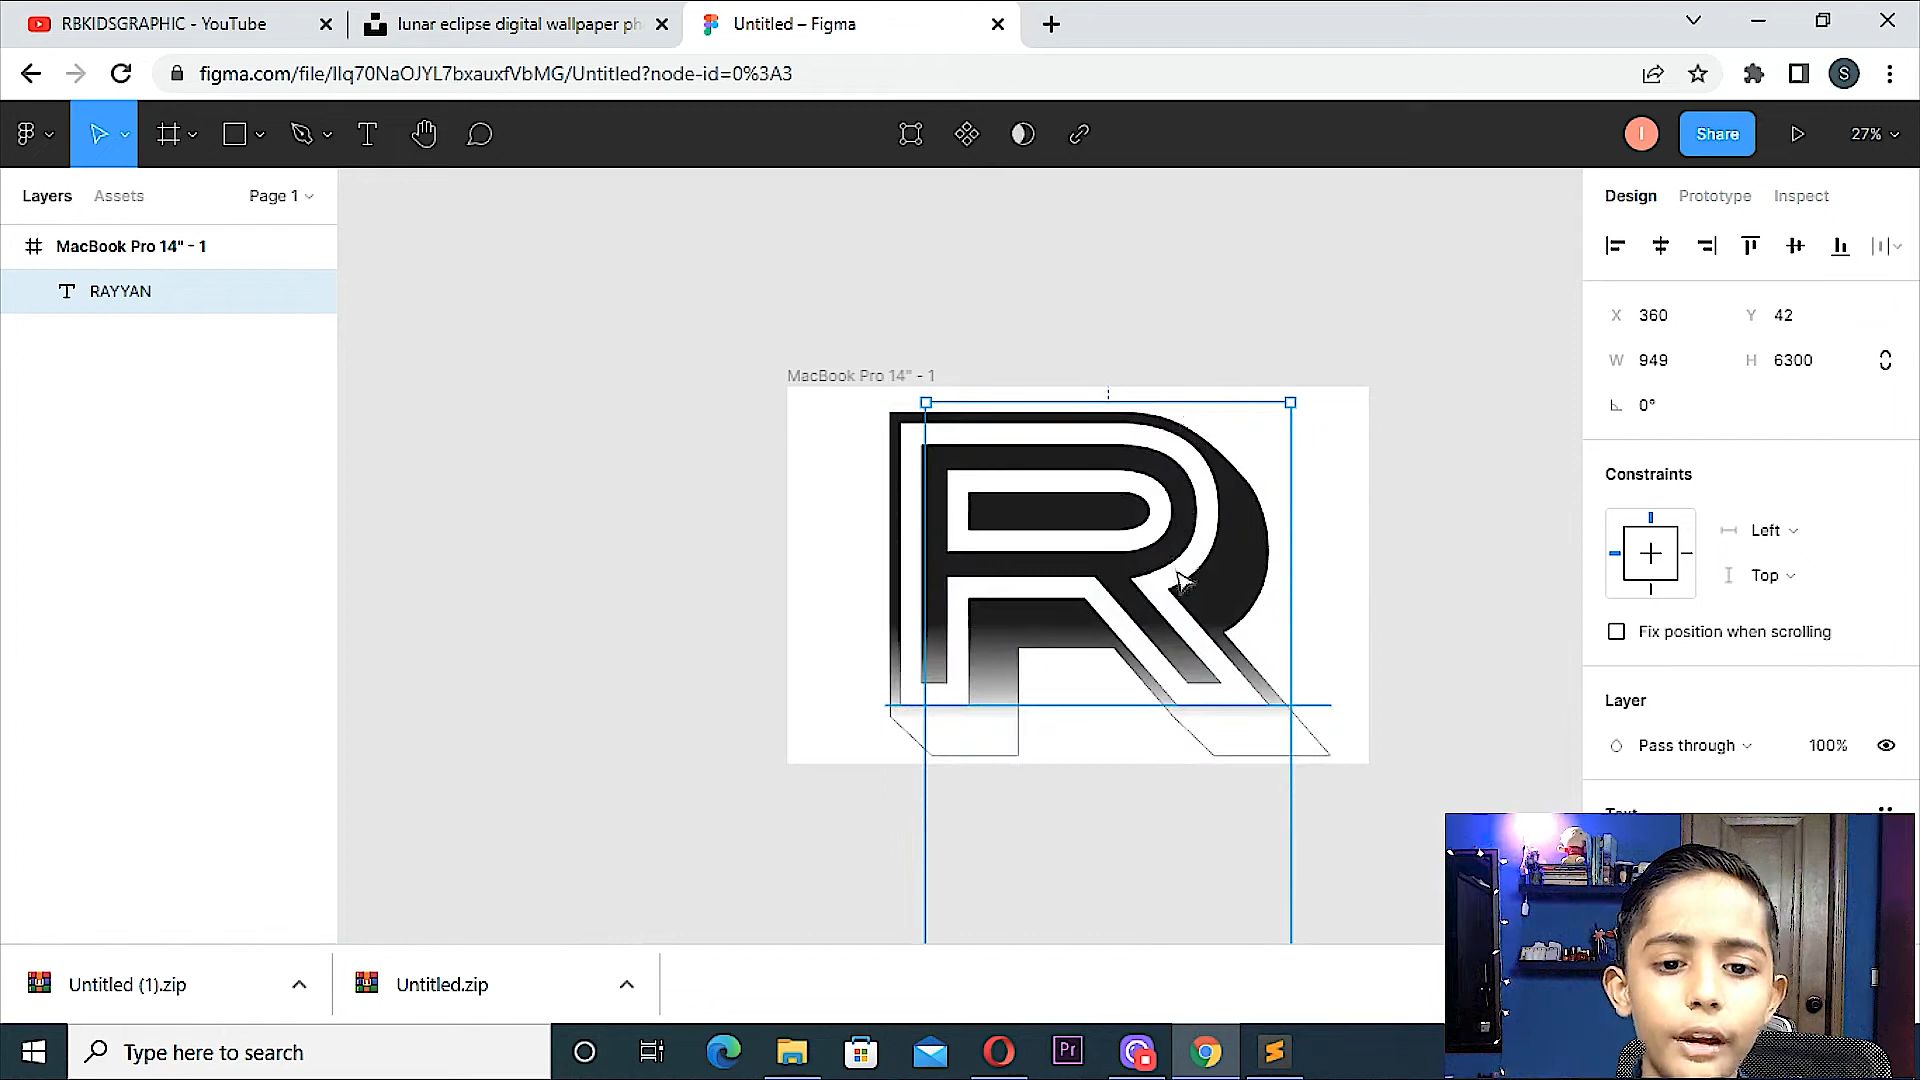 RBKIDSGRAPHIC - YouTube
lunar eclipse digital wallpaper ph
Untitled – Figma
figma.com/file/Ilq70NaOJYL7bxauxfVbMG/Untitled?node-id=0%3A3
S
T
I
Share
27%
Layers
Assets
Page 1
MacBook Pro 14" - 1
T RAYYAN
MacBook Pro 14" - 1
R
Design
Prototype
Inspect
X 360
Y 42
W 949
H 6300
0°
Constraints
Left
Top
Fix position when scrolling
Layer
Pass through
100%
Text
Untitled (1).zip
Untitled.zip
Type here to search
Pr